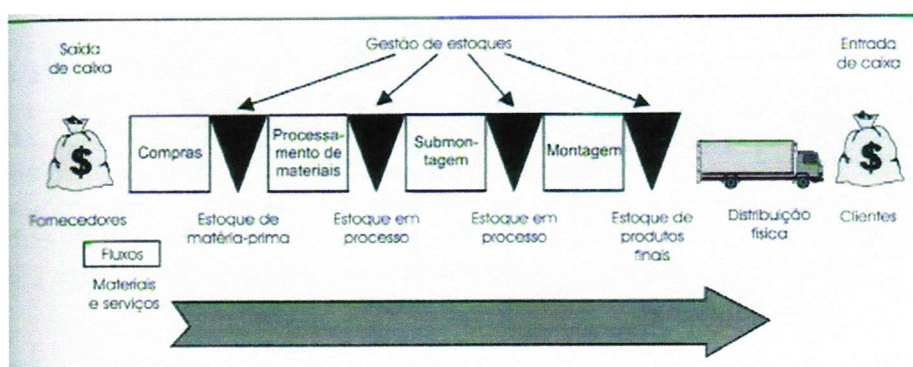 Saída
de caixa
Gestão de estoques
Entrada
de caixa
$
Compras
Processa-
mento de
materiais
Submon-
tagem
Montagem
$
Fornecedores
Estoque de
matéria-prima
Estoque em
processo
Estoque em
processo
Estoque de
produtos
finais
Distribuição
física
Clientes
Fluxos
Materiais
e serviços